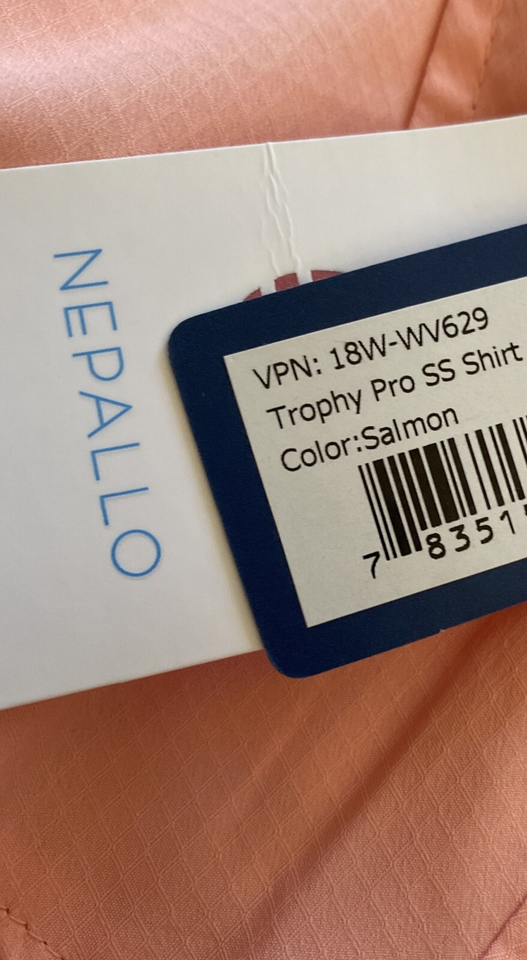 NEPALLO
VPN: 18W-WV629
Trophy Pro SS Shirt
Color:Salmon
7 8351